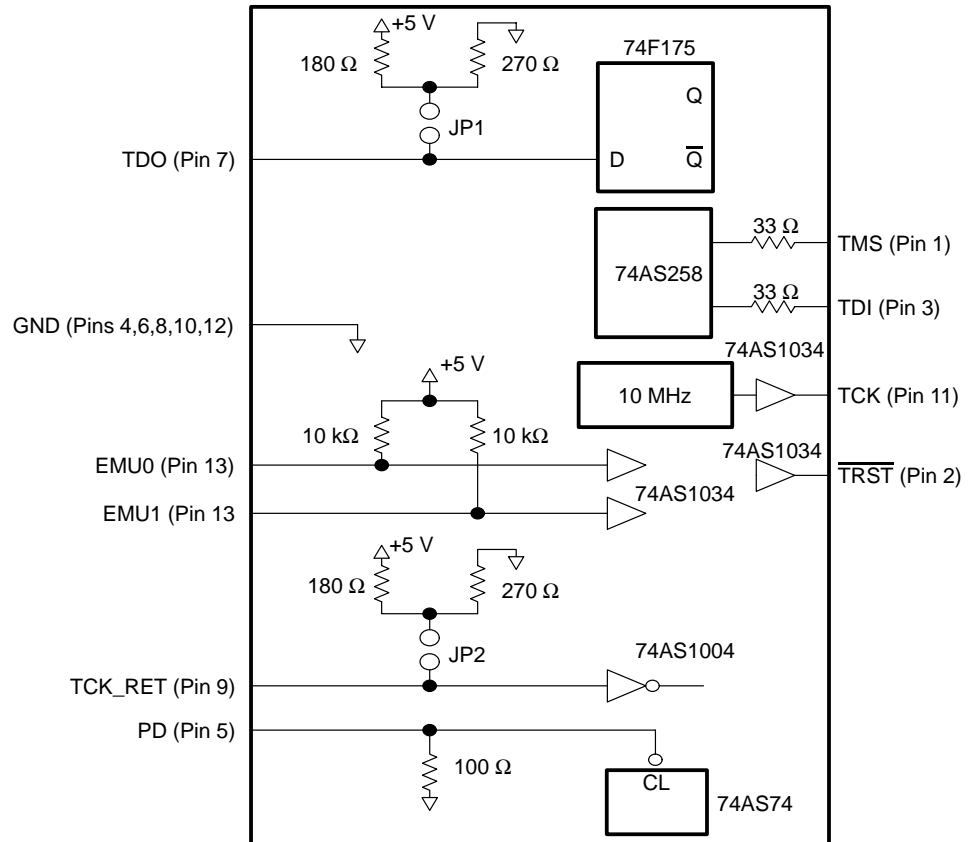 +5 V
180 Ω
270 Ω
JP1
TDO (Pin 7)
74F175
Q
D
Q̅
74AS258
33 Ω
TMS (Pin 1)
33 Ω
TDI (Pin 3)
GND (Pins 4,6,8,10,12)
74AS1034
10 MHz
TCK (Pin 11)
+5 V
10 kΩ
10 kΩ
EMU0 (Pin 13)
74AS1034
T̅R̅S̅T̅ (Pin 2)
74AS1034
EMU1 (Pin 13
+5 V
180 Ω
270 Ω
JP2
74AS1004
TCK_RET (Pin 9)
PD (Pin 5)
100 Ω
CL
74AS74